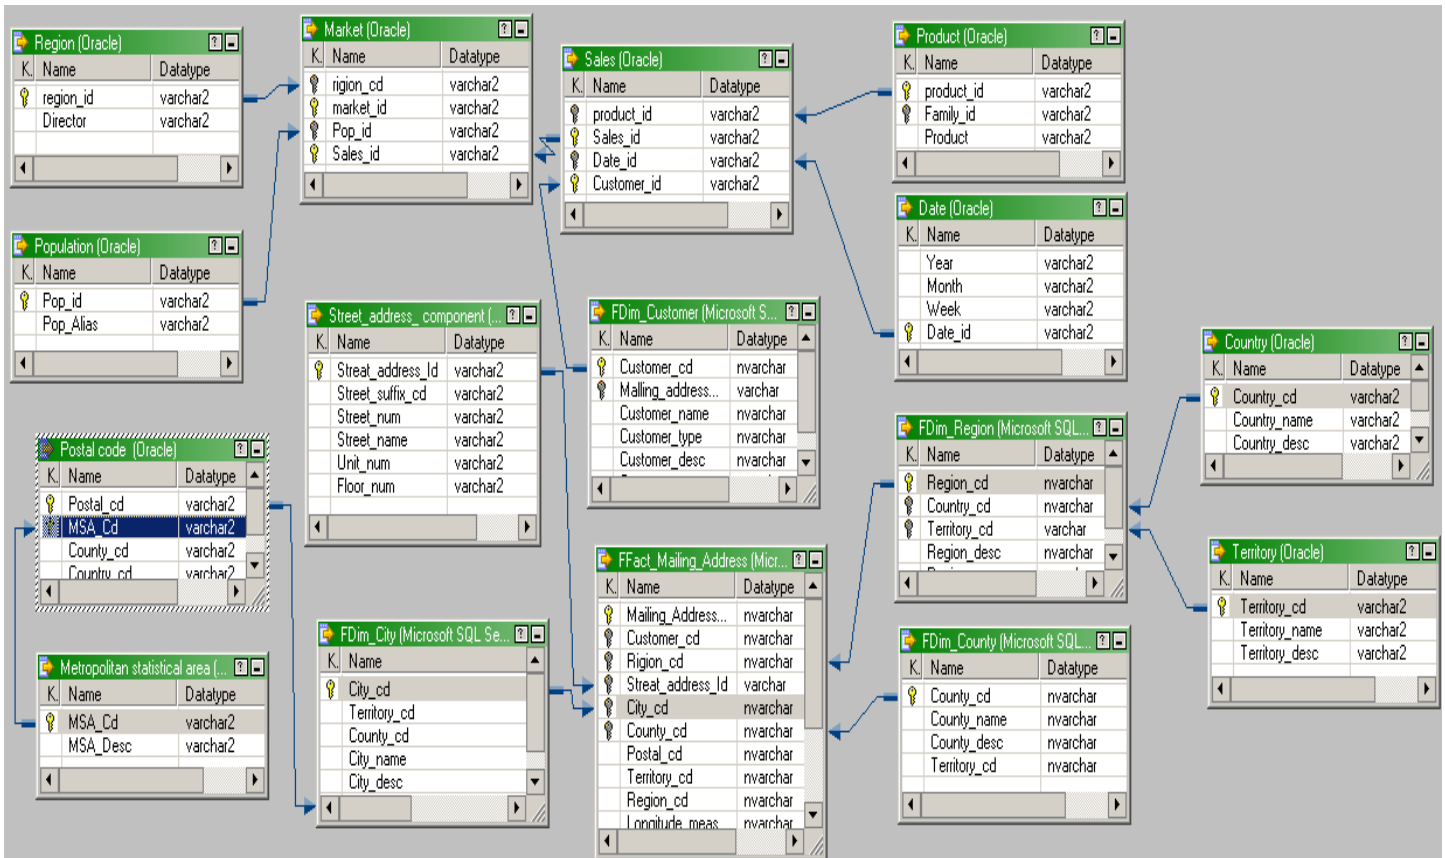 Region (Oracle)
K. Name Datatype
region_id varchar2
Director varchar2
Market (Oracle)
K. Name Datatype
rigion_cd varchar2
market_id varchar2
Pop_id varchar2
Sales_id varchar2
Sales (Oracle)
K. Name Datatype
product_id varchar2
Sales_id varchar2
Date_id varchar2
Customer_id varchar2
Product (Oracle)
K. Name Datatype
product_id varchar2
Family_id varchar2
Product varchar2
Population (Oracle)
K. Name Datatype
Pop_id varchar2
Pop_Alias varchar2
Date (Oracle)
K. Name Datatype
Year varchar2
Month varchar2
Week varchar2
Date_id varchar2
Street_address_ component (...
K. Name Datatype
Streat_address_Id varchar2
Street_suffix_cd varchar2
Street_num varchar2
Street_name varchar2
Unit_num varchar2
Floor_num varchar2
FDim_Customer (Microsoft S...
K. Name Datatype
Customer_cd nvarchar
Malling_address... varchar
Customer_name nvarchar
Customer_type nvarchar
Customer_desc nvarchar
Country (Oracle)
K. Name Datatype
Country_cd varchar2
Country_name varchar2
Country_desc varchar2
Postal code (Oracle)
K. Name Datatype
Postal_cd varchar2
MSA_Cd varchar2
County_cd varchar2
Country_cd varchar2
FDim_Region (Microsoft SQL...
K. Name Datatype
Region_cd nvarchar
Country_cd nvarchar
Territory_cd varchar
Region_desc nvarchar
Territory (Oracle)
K. Name Datatype
Territory_cd varchar2
Territory_name varchar2
Territory_desc varchar2
Metropolitan statistical area (...
K. Name Datatype
MSA_Cd varchar2
MSA_Desc varchar2
FDim_City (Microsoft SQL Se...
K. Name
City_cd
Territory_cd
County_cd
City_name
City_desc
FFact_Mailing_Address (Micr...
K. Name Datatype
Mailing_Address... nvarchar
Customer_cd nvarchar
Rigion_cd nvarchar
Streat_address_Id varchar
City_cd nvarchar
County_cd nvarchar
Postal_cd nvarchar
Territory_cd nvarchar
Region_cd nvarchar
Longitude_meas nvarchar
FDim_County (Microsoft SQL...
K. Name Datatype
County_cd nvarchar
County_name nvarchar
County_desc nvarchar
Territory_cd nvarchar